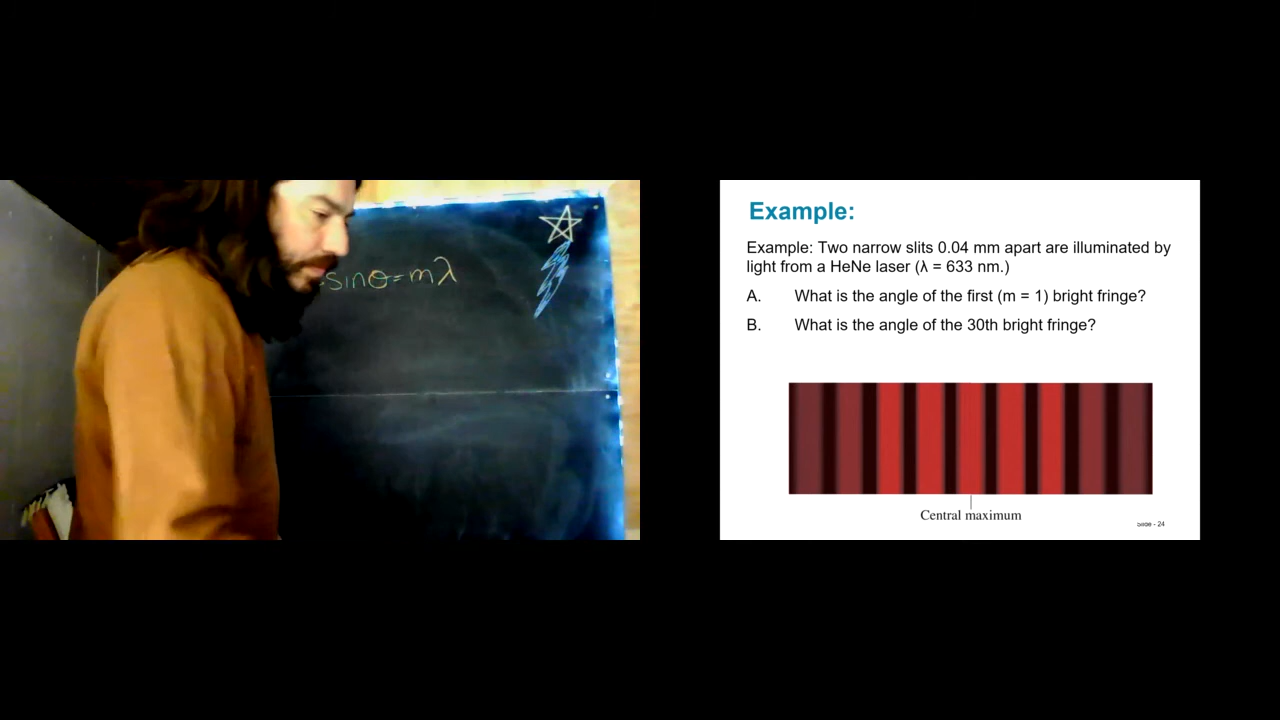 sinθ=mλ
Example:
Example: Two narrow slits 0.04 mm apart are illuminated by
light from a HeNe laser (λ = 633 nm.)
A. What is the angle of the first (m = 1) bright fringe?
B. What is the angle of the 30th bright fringe?
Central maximum
Slide - 24